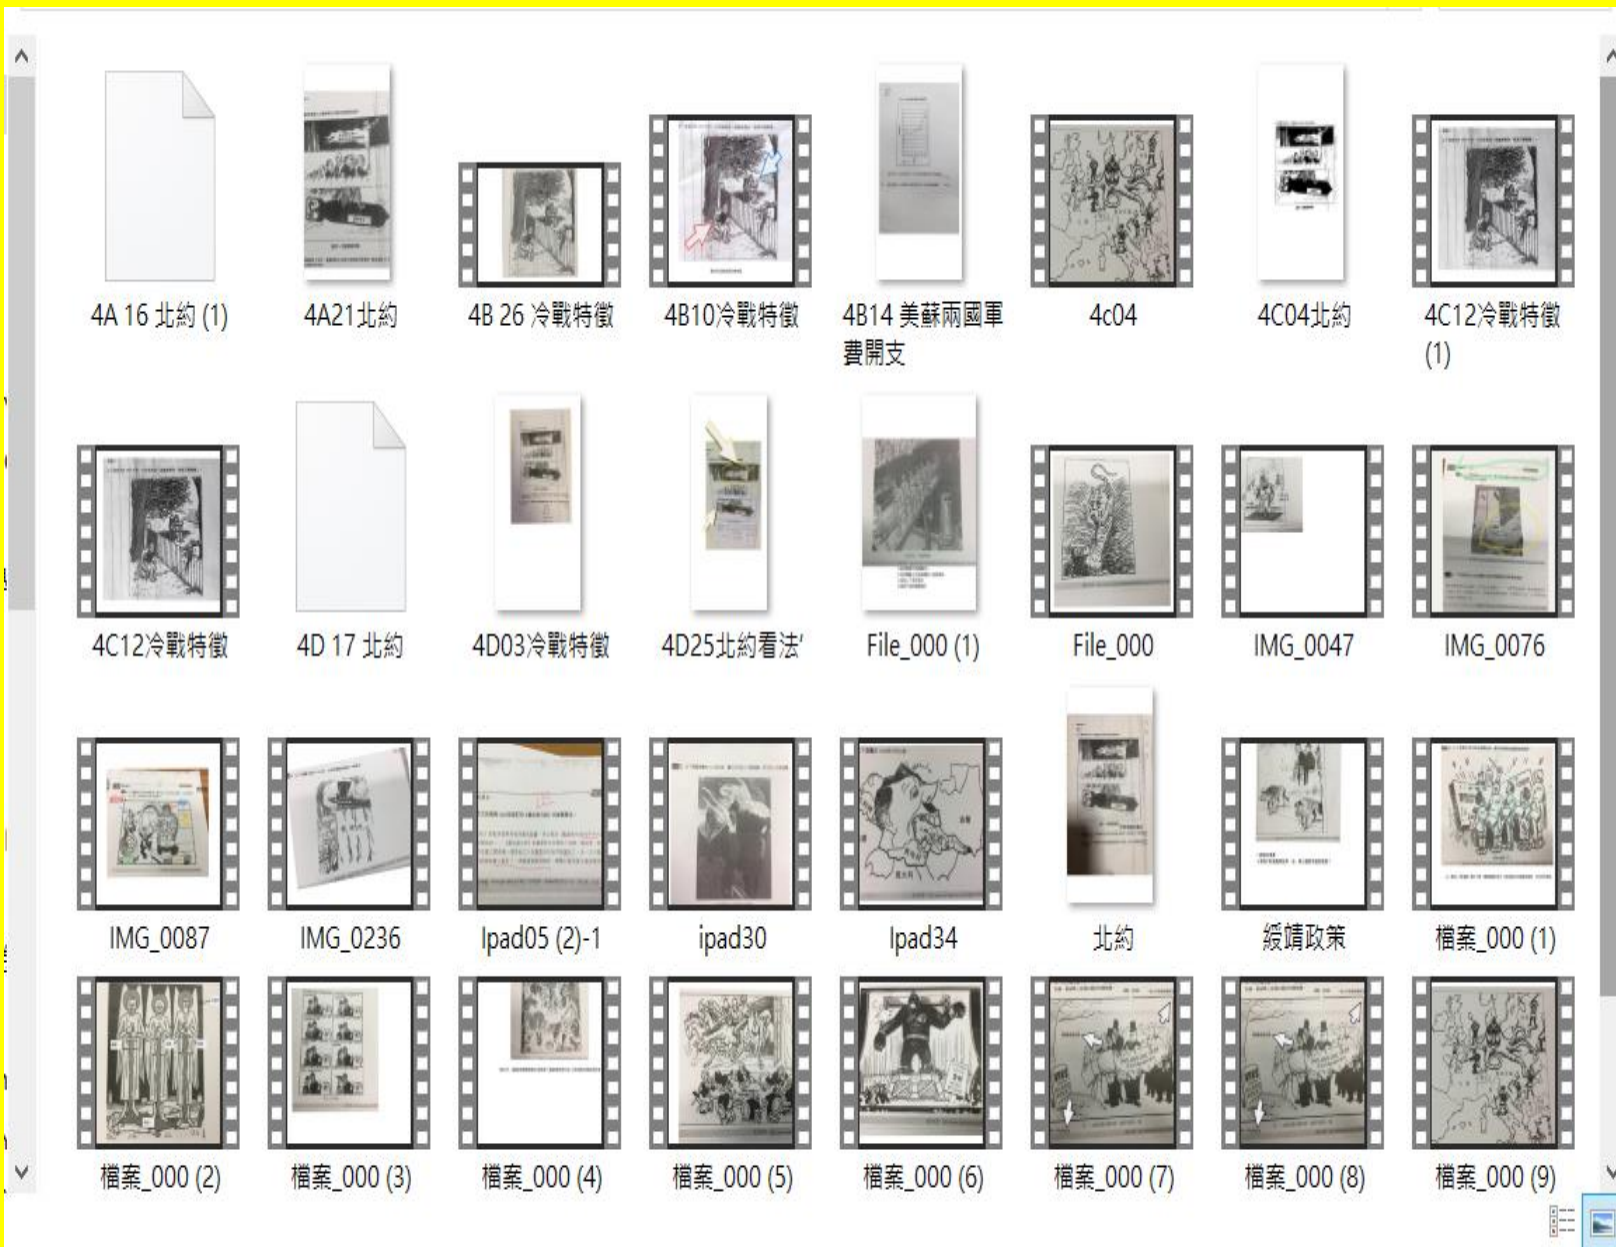 4A 16 北約 (1)
4A21北約
4B 26 冷戰特徵
4B10冷戰特徵
4B14 美蘇兩國軍
費開支
4c04
4C04北約
4C12冷戰特徵
(1)
4C12冷戰特徵
4D 17 北約
4D03冷戰特徵
4D25北約看法'
File_000 (1)
File_000
IMG_0047
IMG_0076
IMG_0087
IMG_0236
Ipad05 (2)-1
ipad30
Ipad34
北約
綏靖政策
檔案_000 (1)
檔案_000 (2)
檔案_000 (3)
檔案_000 (4)
檔案_000 (5)
檔案_000 (6)
檔案_000 (7)
檔案_000 (8)
檔案_000 (9)